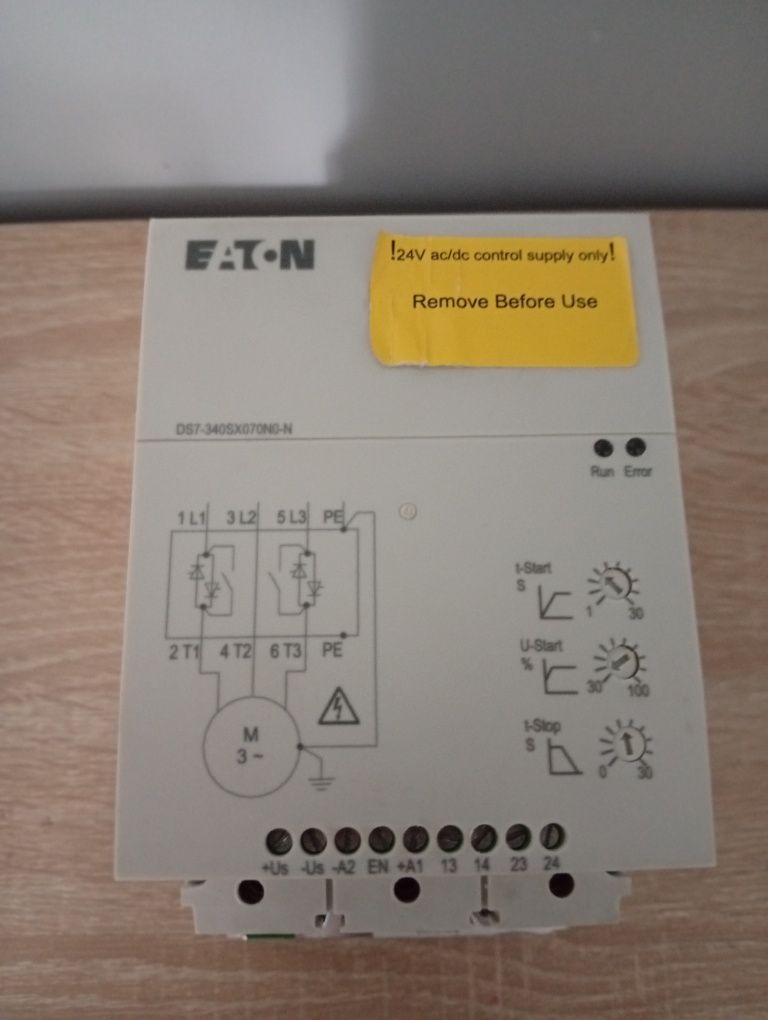 EATON
!24V ac/dc control supply only!
Remove Before Use
DS7-340SX070N0-N
Run Error
1 L1 3 L2 5 L3 PE
2 T1 4 T2 6 T3 PE
M
3 ~
t-Start
S
1 30
U-Start
%
30 100
t-Stop
S
0 30
+Us -Us -A2 EN +A1 13 14 23 24